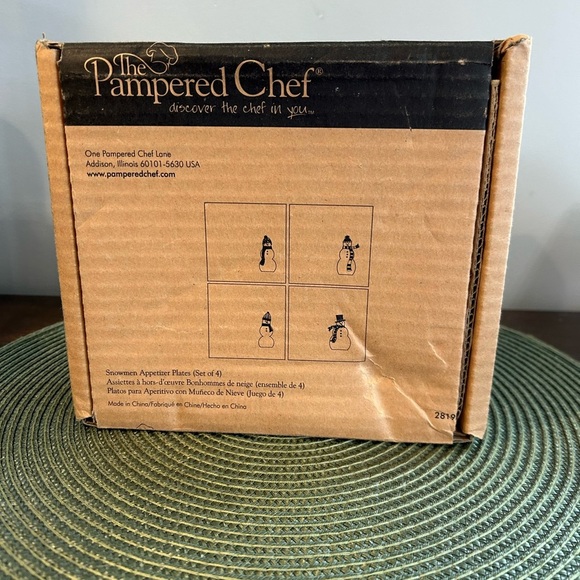 The
Pampered Chef®
discover the chef in you™
One Pampered Chef Lane
Addison, Illinois 60101-5630 USA
www.pamperedchef.com
Snowmen Appetizer Plates (Set of 4)
Assiettes à hors-d'œuvre Bonhommes de neige (ensemble de 4)
Platos para Aperitivo con Muñeco de Nieve (Juego de 4)
Made in China/Fabriqué en Chine/Hecho en China
2819